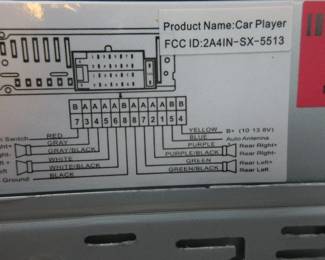 Product Name:Car Player
FCC ID:2A4IN-SX-5513
B A A A A A A A A A B B
7 3 4 5 6 8 8 7 2 1 5 4
Switch
RED
GRAY
GRAY/BLACK
WHITE
WHITE/BLACK
Ground
BLACK
YELLOW B+ (10 13 8V)
BLUE Auto Antenna
PURPLE Rear Right+
PURPLE/BLACK Rear Right-
GREEN Rear Left+
GREEN/BLACK Rear Left-